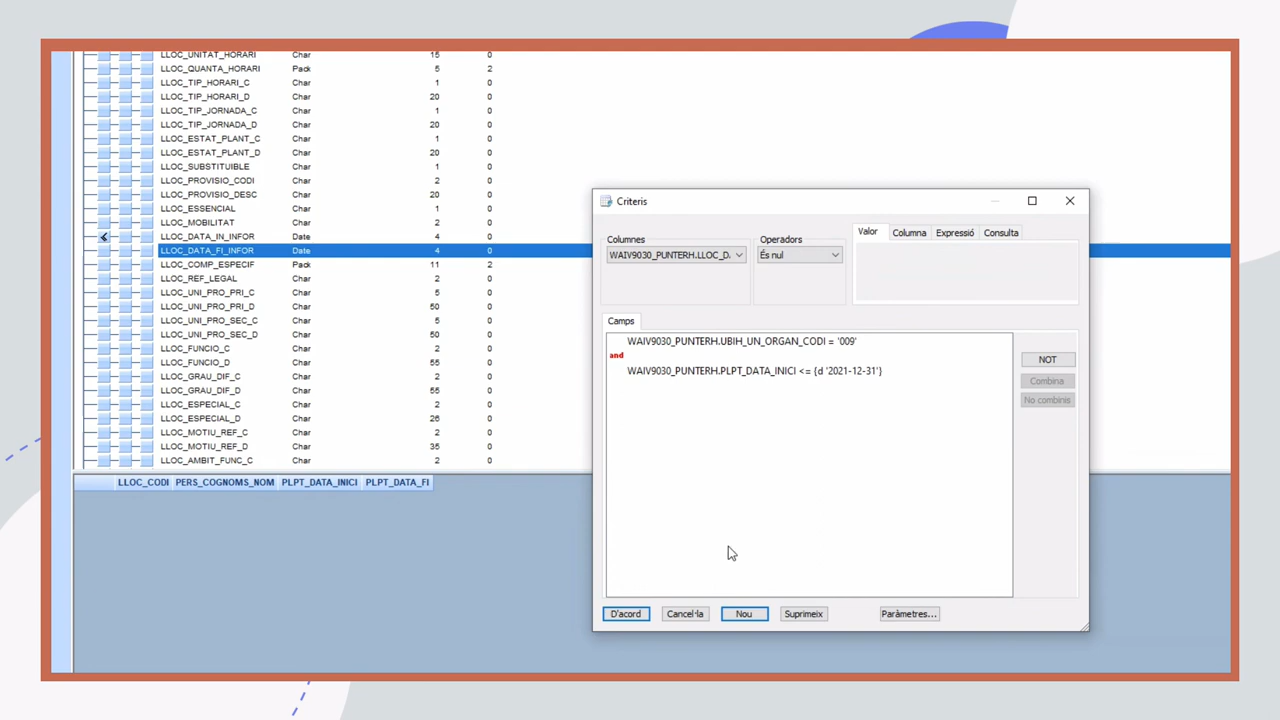 LLOC_UNITAT_HORARI Char 15 0
LLOC_QUANTA_HORARI Pack 5 2
LLOC_TIP_HORARI_C Char 1 0
LLOC_TIP_HORARI_D Char 20 0
LLOC_TIP_JORNADA_C Char 1 0
LLOC_TIP_JORNADA_D Char 20 0
LLOC_ESTAT_PLANT_C Char 1 0
LLOC_ESTAT_PLANT_D Char 20 0
LLOC_SUBSTITUIBLE Char 1 0
LLOC_PROVISIO_CODI Char 2 0
LLOC_PROVISIO_DESC Char 20 0
LLOC_ESSENCIAL Char 1 0
LLOC_MOBILITAT Char 2 0
LLOC_DATA_IN_INFOR Date 4 0
LLOC_DATA_FI_INFOR Date 4 0
LLOC_COMP_ESPECIF Pack 11 2
LLOC_REF_LEGAL Char 2 0
LLOC_UNI_PRO_PRI_C Char 5 0
LLOC_UNI_PRO_PRI_D Char 50 0
LLOC_UNI_PRO_SEC_C Char 5 0
LLOC_UNI_PRO_SEC_D Char 50 0
LLOC_FUNCIO_C Char 2 0
LLOC_FUNCIO_D Char 55 0
LLOC_GRAU_DIF_C Char 2 0
LLOC_GRAU_DIF_D Char 55 0
LLOC_ESPECIAL_C Char 2 0
LLOC_ESPECIAL_D Char 26 0
LLOC_MOTIU_REF_C Char 2 0
LLOC_MOTIU_REF_D Char 35 0
LLOC_AMBIT_FUNC_C Char 2 0
LLOC_CODI PERS_COGNOMS_NOM PLPT_DATA_INICI PLPT_DATA_FI
Criteris
Columnes Operadors Valor Columna Expressió Consulta
WAIV9030_PUNTERH.LLOC_D. És nul
Camps
WAIV9030_PUNTERH.UBIH_UN_ORGAN_CODI = '009'
and
WAIV9030_PUNTERH.PLPT_DATA_INICI <= {d '2021-12-31'}
NOT
Combina
No combinis
D'acord Cancel·la Nou Suprimeix Paràmetres...